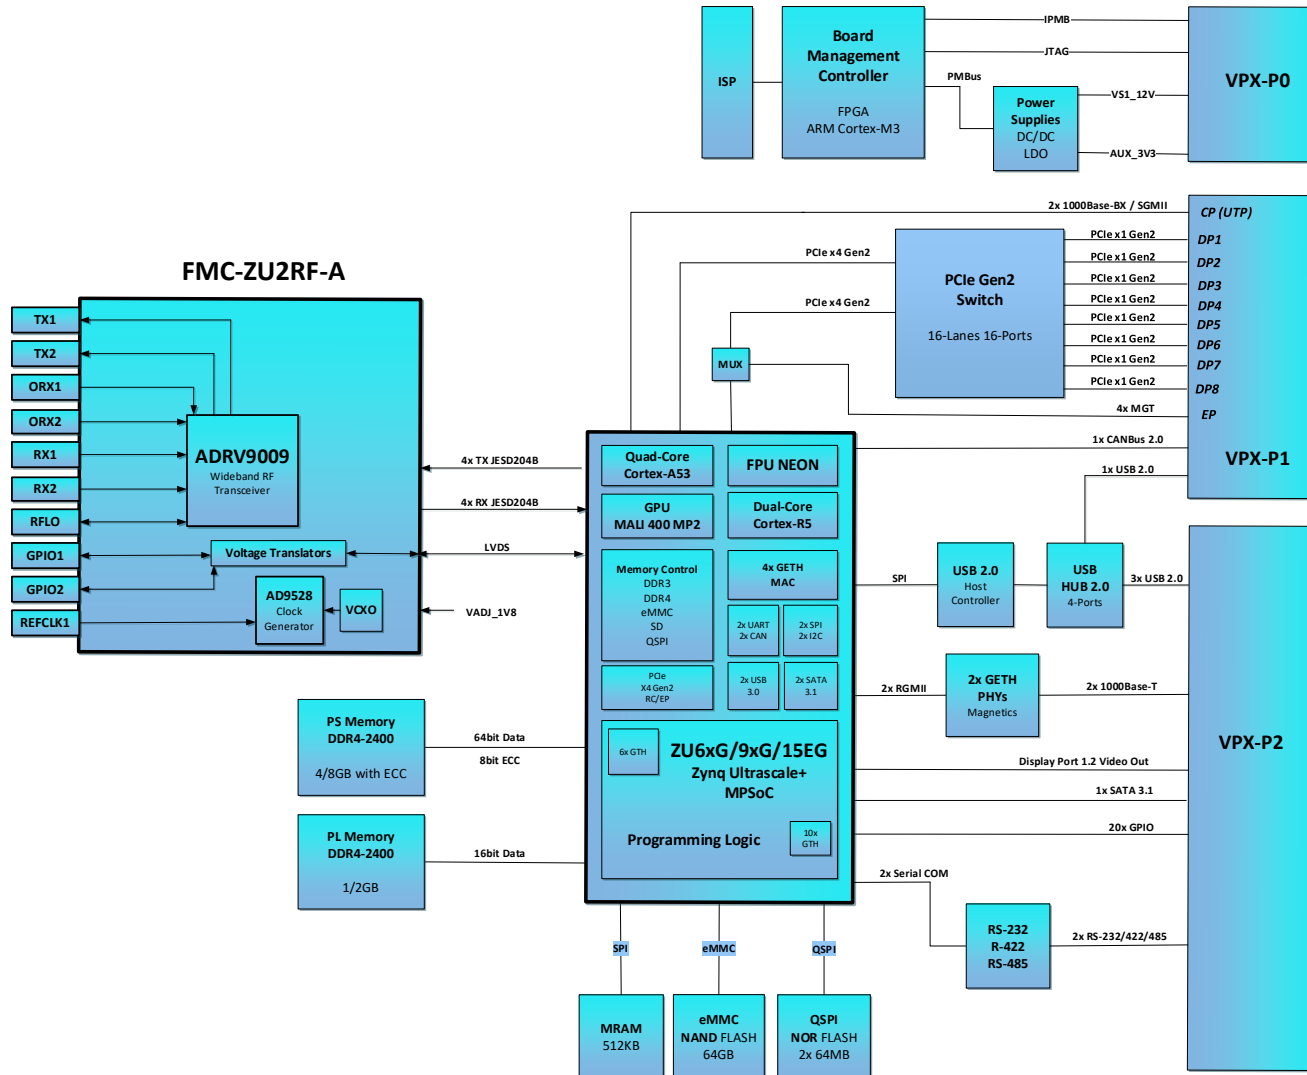 IPMB
Board
Management
Controller
FPGA
ARM Cortex-M3
ISP
JTAG
PMBus
VPX-P0
VS1_12V
Power
Supplies
DC/DC
LDO
AUX_3V3
2x 1000Base-BX / SGMII
CP (UTP)
PCIe x1 Gen2
DP1
PCIe x4 Gen2
PCIe x1 Gen2
DP2
PCIe Gen2
Switch
16-Lanes 16-Ports
PCIe x1 Gen2
DP3
PCIe x4 Gen2
PCIe x1 Gen2
DP4
PCIe x1 Gen2
DP5
PCIe x1 Gen2
DP6
PCIe x1 Gen2
DP7
PCIe x1 Gen2
DP8
MUX
4x MGT
EP
1x CANBus 2.0
VPX-P1
1x USB 2.0
FMC-ZU2RF-A
TX1
TX2
ORX1
ORX2
RX1
RX2
RFLO
GPIO1
GPIO2
REFCLK1
ADRV9009
Wideband RF
Transceiver
Voltage Translators
AD9528
Clock
Generator
VCXO
4x TX JESD204B
4x RX JESD204B
LVDS
VADJ_1V8
Quad-Core
Cortex-A53
FPU NEON
GPU
MALI 400 MP2
Dual-Core
Cortex-R5
Memory Control
DDR3
DDR4
eMMC
SD
QSPI
4x GETH
MAC
2x UART
2x CAN
2x SPI
2x I2C
PCIe
X4 Gen2
RC/EP
2x USB
3.0
2x SATA
3.1
6x GTH
ZU6xG/9xG/15EG
Zynq Ultrascale+
MPSoC
Programming Logic
10x
GTH
SPI
USB 2.0
Host
Controller
USB
HUB 2.0
4-Ports
3x USB 2.0
2x RGMII
2x GETH
PHYs
Magnetics
2x 1000Base-T
VPX-P2
Display Port 1.2 Video Out
1x SATA 3.1
20x GPIO
2x Serial COM
RS-232
R-422
RS-485
2x RS-232/422/485
PS Memory
DDR4-2400
4/8GB with ECC
64bit Data
8bit ECC
PL Memory
DDR4-2400
1/2GB
16bit Data
SPI
eMMC
QSPI
MRAM
512KB
eMMC
NAND FLASH
64GB
QSPI
NOR FLASH
2x 64MB